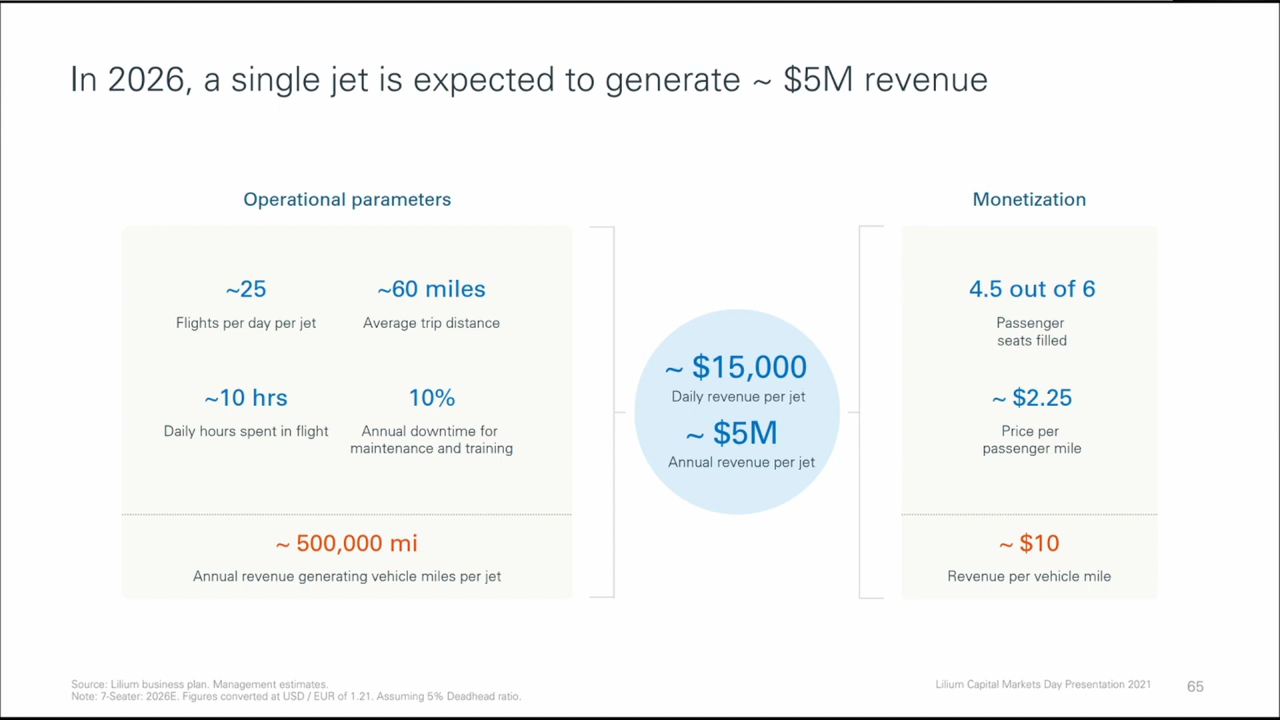 In 2026, a single jet is expected to generate ~ $5M revenue
Operational parameters
~25
Flights per day per jet
~60 miles
Average trip distance
~10 hrs
Daily hours spent in flight
10%
Annual downtime for
maintenance and training
~ 500,000 mi
Annual revenue generating vehicle miles per jet
~ $15,000
Daily revenue per jet
~ $5M
Annual revenue per jet
Monetization
4.5 out of 6
Passenger
seats filled
~ $2.25
Price per
passenger mile
~ $10
Revenue per vehicle mile
Source: Lilium business plan. Management estimates.
Note: 7-Seater: 2026E. Figures converted at USD / EUR of 1.21. Assuming 5% Deadhead ratio.
Lilium Capital Markets Day Presentation 2021
65